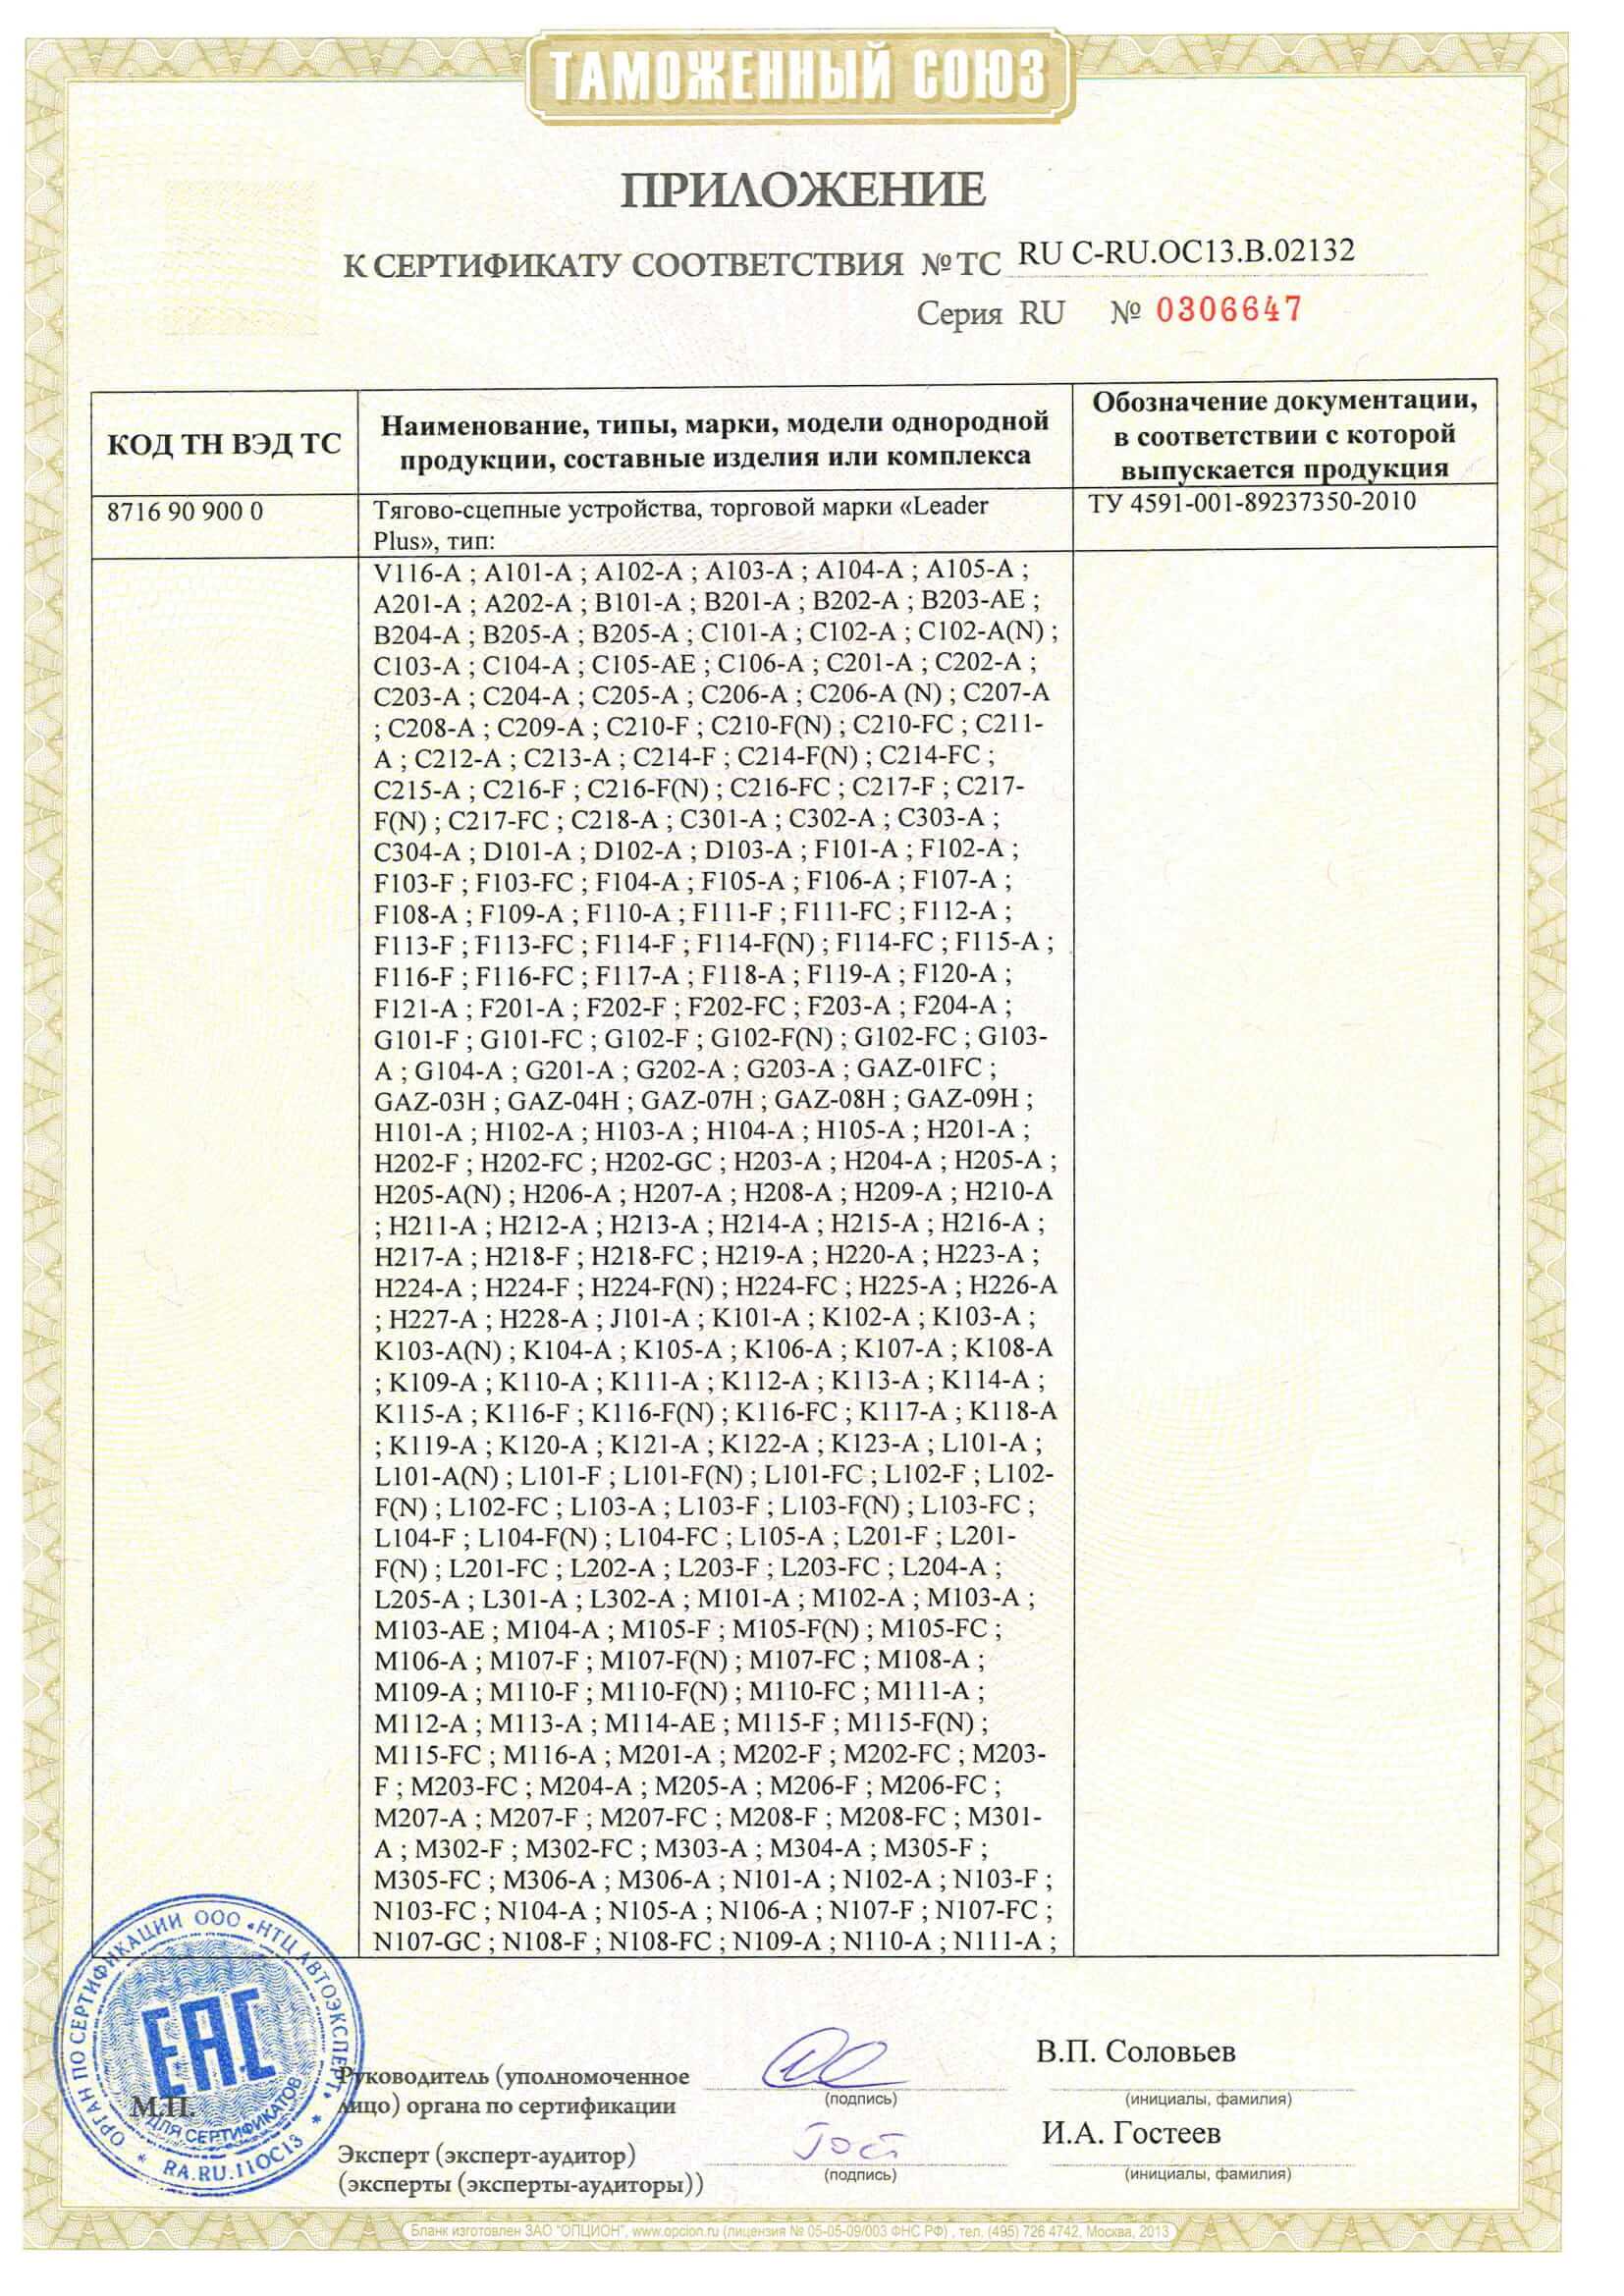 ТАМОЖЕННЫЙ СОЮЗ
ПРИЛОЖЕНИЕ
К СЕРТИФИКАТУ СООТВЕТСТВИЯ № ТС RU C-RU.OC13.B.02132
Серия RU № 0306647
КОД ТН ВЭД ТС
Наименование, типы, марки, модели однородной
продукции, составные изделия или комплекса
Обозначение документации,
в соответствии с которой
выпускается продукция
8716 90 900 0
Тягово-сцепные устройства, торговой марки «Leader
Plus», тип:
ТУ 4591-001-89237350-2010
V116-A ; A101-A ; A102-A ; A103-A ; A104-A ; A105-A ;
A201-A ; A202-A ; B101-A ; B201-A ; B202-A ; B203-AE ;
B204-A ; B205-A ; B205-A ; C101-A ; C102-A ; C102-A(N) ;
C103-A ; C104-A ; C105-AE ; C106-A ; C201-A ; C202-A ;
C203-A ; C204-A ; C205-A ; C206-A ; C206-A (N) ; C207-A
; C208-A ; C209-A ; C210-F ; C210-F(N) ; C210-FC ; C211-
A ; C212-A ; C213-A ; C214-F ; C214-F(N) ; C214-FC ;
C215-A ; C216-F ; C216-F(N) ; C216-FC ; C217-F ; C217-
F(N) ; C217-FC ; C218-A ; C301-A ; C302-A ; C303-A ;
C304-A ; D101-A ; D102-A ; D103-A ; F101-A ; F102-A ;
F103-F ; F103-FC ; F104-A ; F105-A ; F106-A ; F107-A ;
F108-A ; F109-A ; F110-A ; F111-F ; F111-FC ; F112-A ;
F113-F ; F113-FC ; F114-F ; F114-F(N) ; F114-FC ; F115-A ;
F116-F ; F116-FC ; F117-A ; F118-A ; F119-A ; F120-A ;
F121-A ; F201-A ; F202-F ; F202-FC ; F203-A ; F204-A ;
G101-F ; G101-FC ; G102-F ; G102-F(N) ; G102-FC ; G103-
A ; G104-A ; G201-A ; G202-A ; G203-A ; GAZ-01FC ;
GAZ-03H ; GAZ-04H ; GAZ-07H ; GAZ-08H ; GAZ-09H ;
H101-A ; H102-A ; H103-A ; H104-A ; H105-A ; H201-A ;
H202-F ; H202-FC ; H202-GC ; H203-A ; H204-A ; H205-A ;
H205-A(N) ; H206-A ; H207-A ; H208-A ; H209-A ; H210-A
; H211-A ; H212-A ; H213-A ; H214-A ; H215-A ; H216-A ;
H217-A ; H218-F ; H218-FC ; H219-A ; H220-A ; H223-A ;
H224-A ; H224-F ; H224-F(N) ; H224-FC ; H225-A ; H226-A
; H227-A ; H228-A ; J101-A ; K101-A ; K102-A ; K103-A ;
K103-A(N) ; K104-A ; K105-A ; K106-A ; K107-A ; K108-A
; K109-A ; K110-A ; K111-A ; K112-A ; K113-A ; K114-A ;
K115-A ; K116-F ; K116-F(N) ; K116-FC ; K117-A ; K118-A
; K119-A ; K120-A ; K121-A ; K122-A ; K123-A ; L101-A ;
L101-A(N) ; L101-F ; L101-F(N) ; L101-FC ; L102-F ; L102-
F(N) ; L102-FC ; L103-A ; L103-F ; L103-F(N) ; L103-FC ;
L104-F ; L104-F(N) ; L104-FC ; L105-A ; L201-F ; L201-
F(N) ; L201-FC ; L202-A ; L203-F ; L203-FC ; L204-A ;
L205-A ; L301-A ; L302-A ; M101-A ; M102-A ; M103-A ;
M103-AE ; M104-A ; M105-F ; M105-F(N) ; M105-FC ;
M106-A ; M107-F ; M107-F(N) ; M107-FC ; M108-A ;
M109-A ; M110-F ; M110-F(N) ; M110-FC ; M111-A ;
M112-A ; M113-A ; M114-AE ; M115-F ; M115-F(N) ;
M115-FC ; M116-A ; M201-A ; M202-F ; M202-FC ; M203-
F ; M203-FC ; M204-A ; M205-A ; M206-F ; M206-FC ;
M207-A ; M207-F ; M207-FC ; M208-F ; M208-FC ; M301-
A ; M302-F ; M302-FC ; M303-A ; M304-A ; M305-F ;
M305-FC ; M306-A ; M306-A ; N101-A ; N102-A ; N103-F ;
N103-FC ; N104-A ; N105-A ; N106-A ; N107-F ; N107-FC ;
N107-GC ; N108-F ; N108-FC ; N109-A ; N110-A ; N111-A ;
ОРГАН ПО СЕРТИФИКАЦИИ ООО «НТЦ АВТОЭКСПЕРТ»
ЕАС
ДЛЯ СЕРТИФИКАТОВ
* RA.RU.11ОС13 *
М.П.
Руководитель (уполномоченное
лицо) органа по сертификации
(подпись)
В.П. Соловьев
(инициалы, фамилия)
Эксперт (эксперт-аудитор)
(эксперты (эксперты-аудиторы))
Гост
(подпись)
И.А. Гостеев
(инициалы, фамилия)
Бланк изготовлен ЗАО "ОПЦИОН", www.opcion.ru (лицензия № 05-05-09/003 ФНС РФ) , тел. (495) 726 4742, Москва, 2013